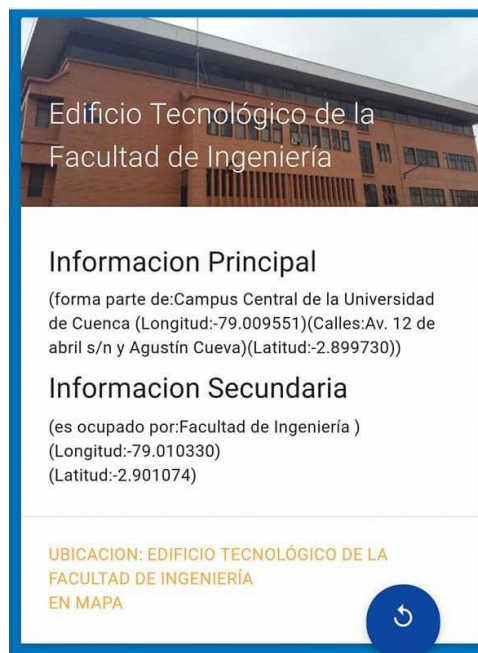 Edificio Tecnológico de la
Facultad de Ingeniería
Informacion Principal
(forma parte de:Campus Central de la Universidad
de Cuenca (Longitud:-79.009551)(Calles:Av. 12 de
abril s/n y Agustín Cueva)(Latitud:-2.899730))
Informacion Secundaria
(es ocupado por:Facultad de Ingeniería )
(Longitud:-79.010330)
(Latitud:-2.901074)
UBICACION: EDIFICIO TECNOLÓGICO DE LA
FACULTAD DE INGENIERÍA
EN MAPA